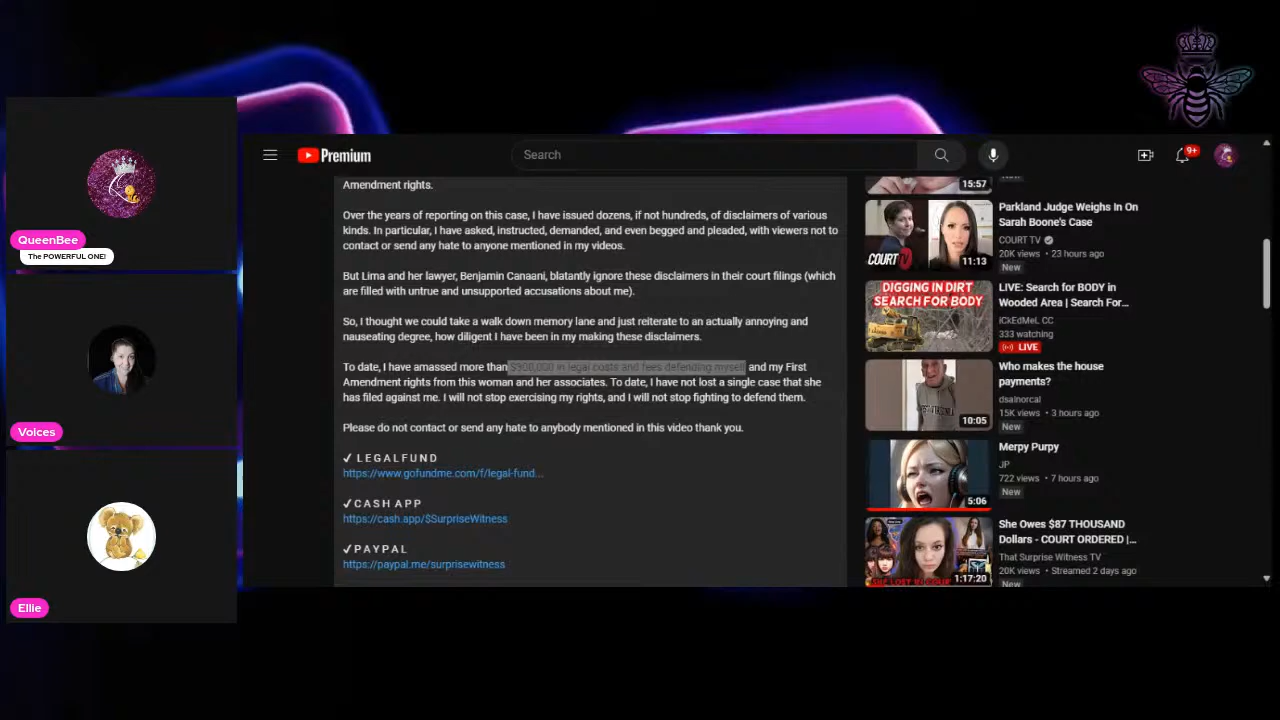 QueenBee
The POWERFUL ONE!
Voices
Ellie
Premium
Search
9+
Amendment rights.
Over the years of reporting on this case, I have issued dozens, if not hundreds, of disclaimers of various
kinds. In particular, I have asked, instructed, demanded, and even begged and pleaded, with viewers not to
contact or send any hate to anyone mentioned in my videos.
But Lima and her lawyer, Benjamin Canaani, blatantly ignore these disclaimers in their court filings (which
are filled with untrue and unsupported accusations about me).
So, I thought we could take a walk down memory lane and just reiterate to an actually annoying and
nauseating degree, how diligent I have been in my making these disclaimers.
To date, I have amassed more than $300,000 in legal costs and fees defending myself and my First
Amendment rights from this woman and her associates. To date, I have not lost a single case that she
has filed against me. I will not stop exercising my rights, and I will not stop fighting to defend them.
Please do not contact or send any hate to anybody mentioned in this video thank you.
✓ L E G A L F U N D
https://www.gofundme.com/f/legal-fund...
✓ C A S H A P P
https://cash.app/$SurpriseWitness
✓ P A Y P A L
https://paypal.me/surprisewitness
15:57
COURT TV
11:13
Parkland Judge Weighs In On
Sarah Boone's Case
COURT TV
20K views • 23 hours ago
New
DIGGING IN DIRT
SEARCH FOR BODY
LIVE: Search for BODY in
Wooded Area | Search For...
iCkEdMeL CC
333 watching
LIVE
10:05
Who makes the house
payments?
dsalnorcal
15K views • 3 hours ago
New
5:06
Merpy Purpy
JP
722 views • 7 hours ago
New
1:17:20
She Owes $87 THOUSAND
Dollars - COURT ORDERED |...
That Surprise Witness TV
20K views • Streamed 2 days ago
New